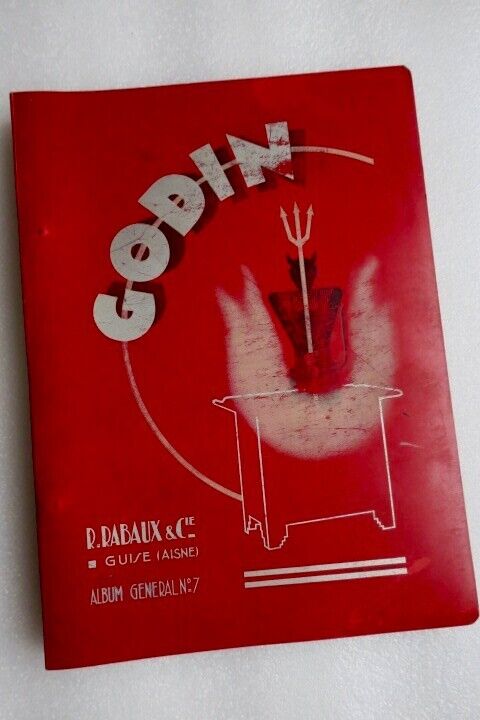 GODIN
R. RABAUX & CIE
GUISE (AISNE)
ALBUM GENERAL No. 7